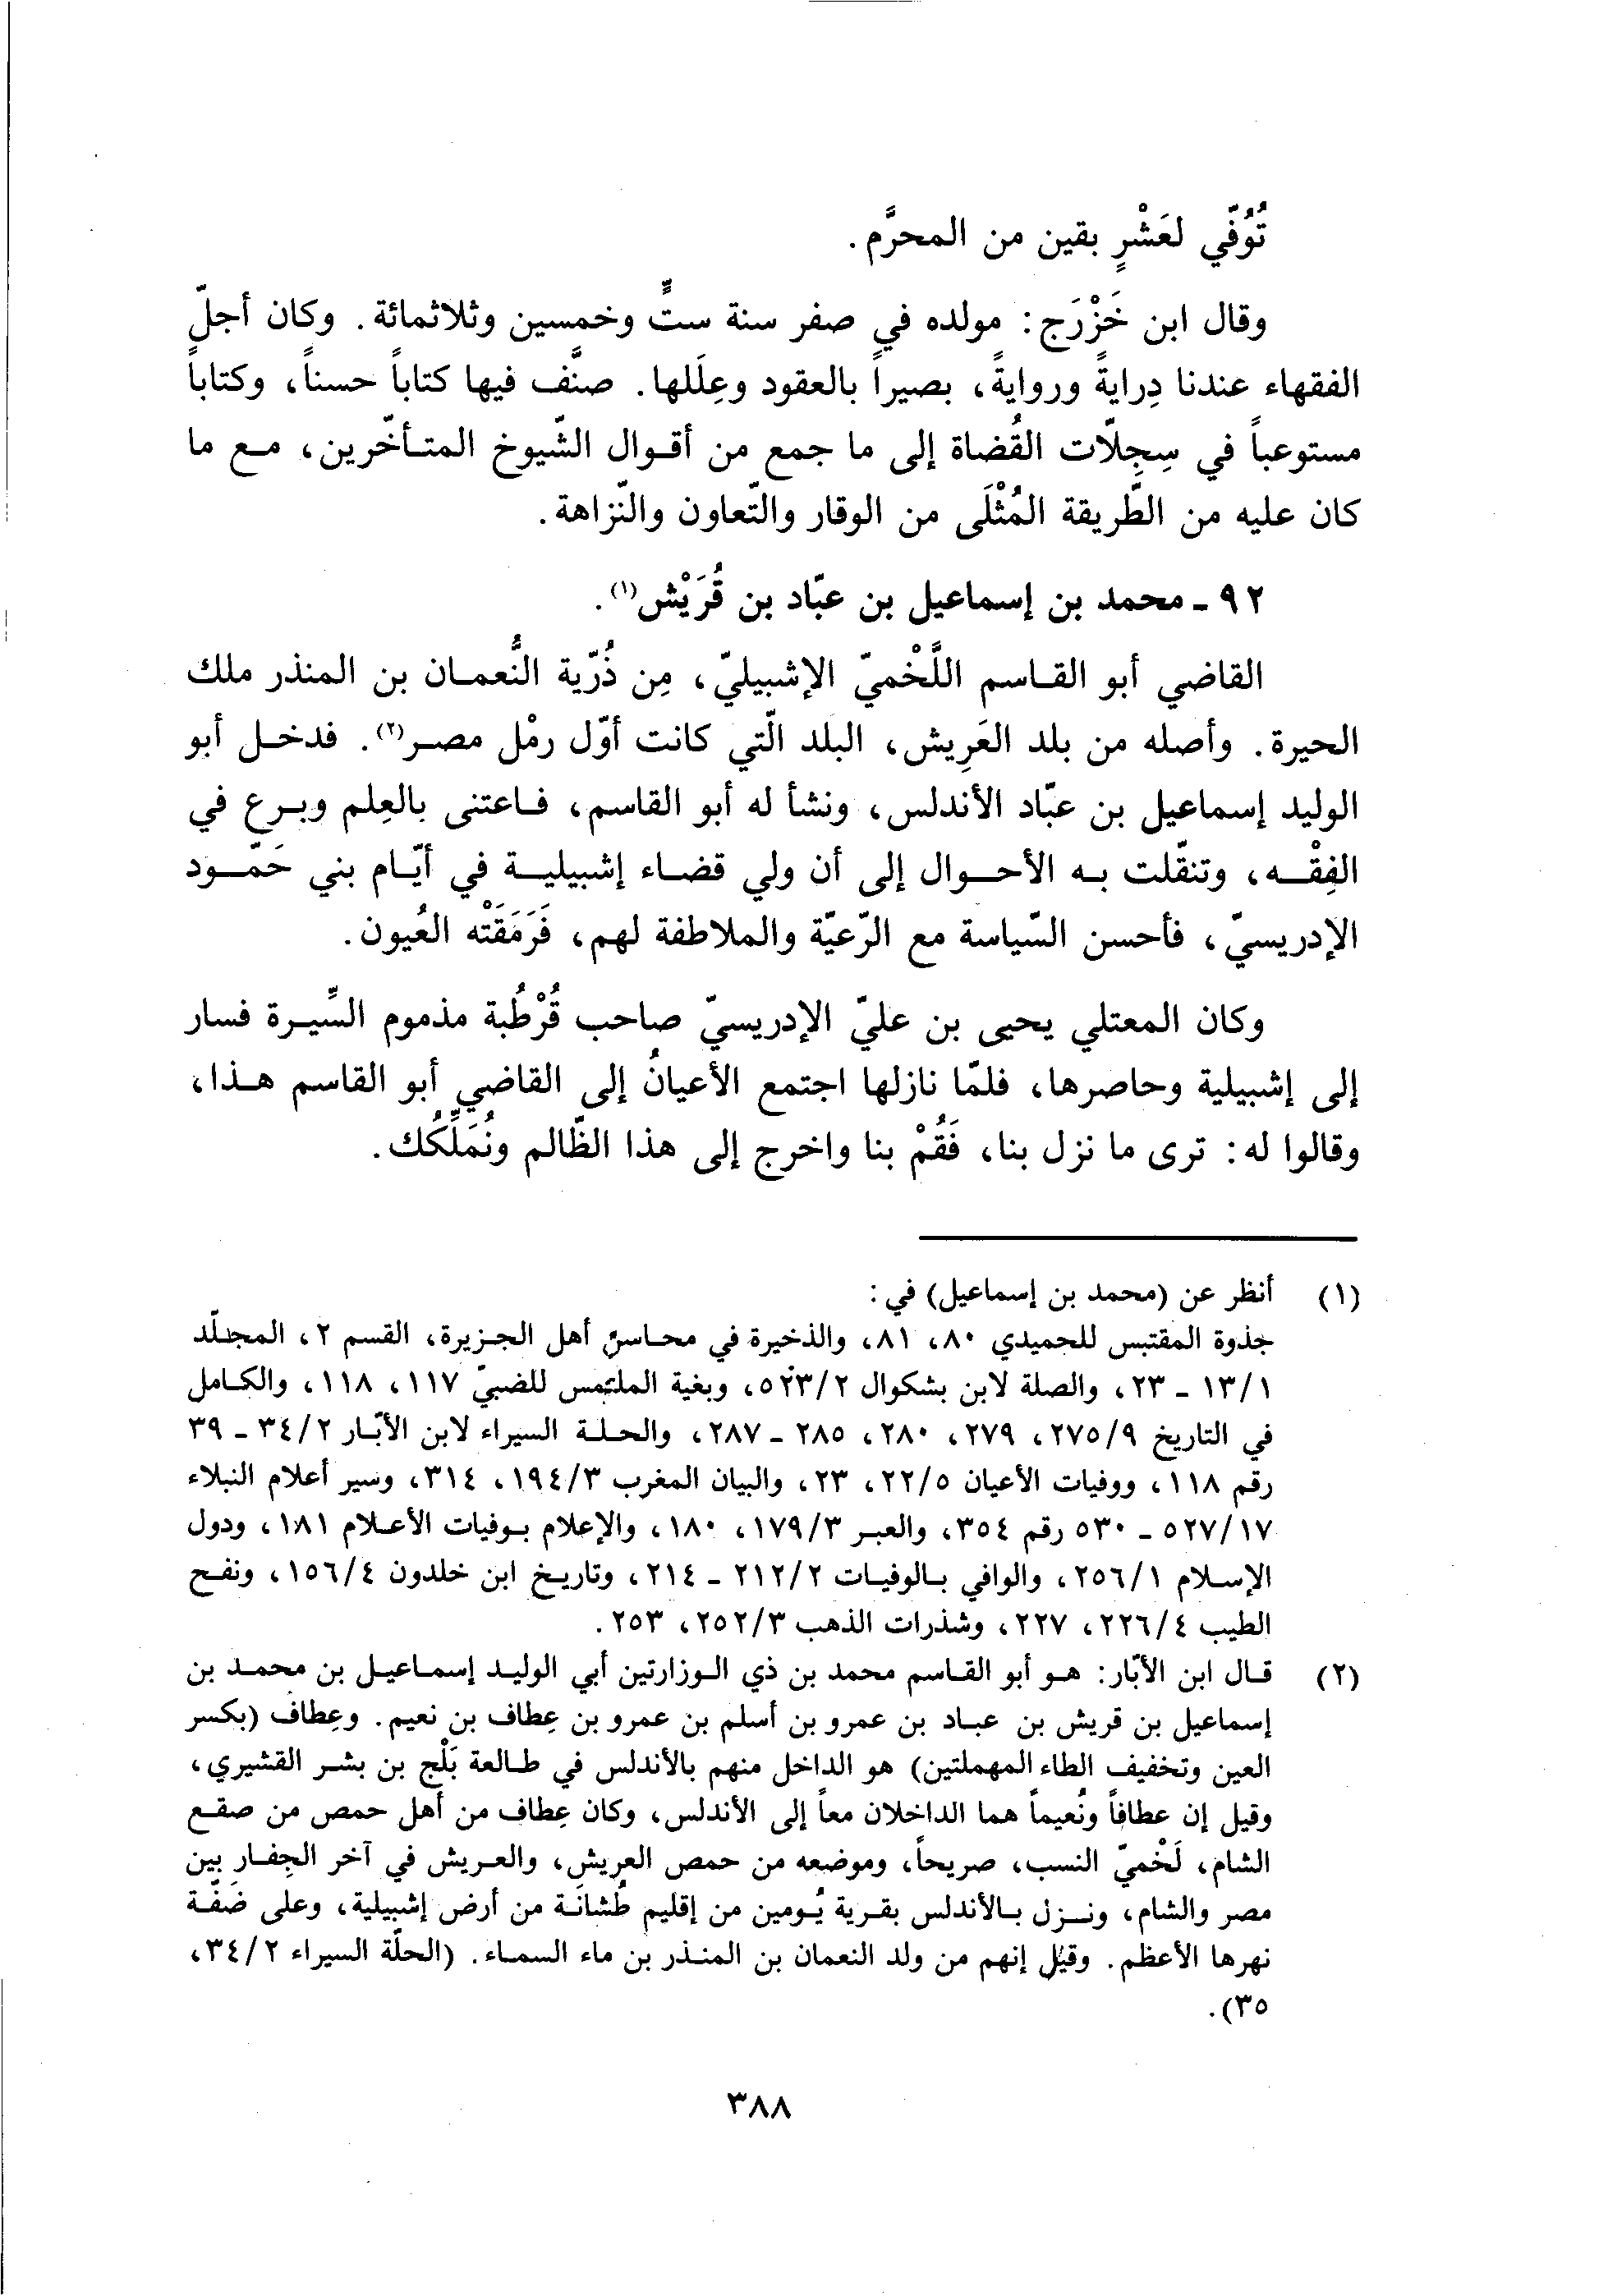 تُوُفّي لعَشْرٍ بقين من المحرَّم.
وقال ابن خَزْرَج: مولده في صفر سنة ستٍّ وخمسين وثلاثمائة. وكان أجلّ
الفقهاء عندنا دِرايةً وروايةً، بصيراً بالعقود وعِلَلها. صنَّف فيها كتاباً حسناً، وكتاباً
مستوعباً في سِجِلّات القُضاة إلى ما جمع من أقوال الشّيوخ المتأخّرين، مع ما
كان عليه من الطّريقة المُثْلَى من الوقار والتّعاون والنّزاهة.
٩٢ - محمد بن إسماعيل بن عبّاد بن قُرَيْش(١).
القاضي أبو القاسم اللَّخْميّ الإشبيليّ، مِن ذُرّية النُّعمان بن المنذر ملك
الحيرة. وأصله من بلد العَرِيش، البلد الّتي كانت أوّل رمْل مصر(٢). فدخل أبو
الوليد إسماعيل بن عبّاد الأندلس، ونشأ له أبو القاسم، فاعتنى بالعِلم وبرع في
الفِقْه، وتنقّلت به الأحوال إلى أن ولي قضاء إشبيلية في أيّام بني حَمّود
الإدريسيّ، فأحسن السّياسة مع الرّعيّة والملاطفة لهم، فَرَمَقَتْه العُيون.
وكان المعتلي يحيى بن عليّ الإدريسيّ صاحب قُرْطُبة مذموم السِّيرة فسار
إلى إشبيلية وحاصرها، فلمّا نازلها اجتمع الأعيانُ إلى القاضي أبو القاسم هذا،
وقالوا له: ترى ما نزل بنا، فَقُمْ بنا واخرج إلى هذا الظّالم ونُمَلِّكُك.
(١) أنظر عن (محمد بن إسماعيل) في:
جذوة المقتبس للحميدي ٨٠، ٨١، والذخيرة في محاسن أهل الجزيرة، القسم ٢، المجلّد
١٣/١ - ٢٣، والصلة لابن بشكوال ٥٢٣/٢، وبغية الملتمس للضبيّ ١١٧، ١١٨، والكامل
في التاريخ ٢٧٥/٩، ٢٧٩، ٢٨٠، ٢٨٥ - ٢٨٧، والحلة السيراء لابن الأبّار ٣٤/٢ - ٣٩
رقم ١١٨، ووفيات الأعيان ٢٢/٥، ٢٣، والبيان المغرب ١٩٤/٣، ٣١٤، وسير أعلام النبلاء
٥٢٧/١٧ - ٥٣٠ رقم ٣٥٤، والعبر ١٧٩/٣، ١٨٠، والإعلام بوفيات الأعلام ١٨١، ودول
الإسلام ٢٥٦/١، والوافي بالوفيات ٢١٢/٢ - ٢١٤، وتاريخ ابن خلدون ١٥٦/٤، ونفح
الطيب ٢٢٦/٤، ٢٢٧، وشذرات الذهب ٢٥٢/٣، ٢٥٣.
(٢) قال ابن الأبّار: هو أبو القاسم محمد بن ذي الوزارتين أبي الوليد إسماعيل بن محمد بن
إسماعيل بن قريش بن عباد بن عمرو بن أسلم بن عمرو بن عِطاف بن نعيم. وعِطاف (بكسر
العين وتخفيف الطاء المهملتين) هو الداخل منهم بالأندلس في طالعة بَلْج بن بشر القشيري،
وقيل إن عطافاً ونُعيماً هما الداخلان معاً إلى الأندلس، وكان عِطاف من أهل حمص من صقع
الشام، لَخْميّ النسب، صريحاً، وموضعه من حمص العريش، والعريش في آخر الجِفار بين
مصر والشام، ونزل بالأندلس بقرية يُومين من إقليم طُشانَة من أرض إشبيلية، وعلى ضَفّة
نهرها الأعظم. وقيل إنهم من ولد النعمان بن المنذر بن ماء السماء. (الحلّة السيراء ٣٤/٢،
٣٥).
٣٨٨